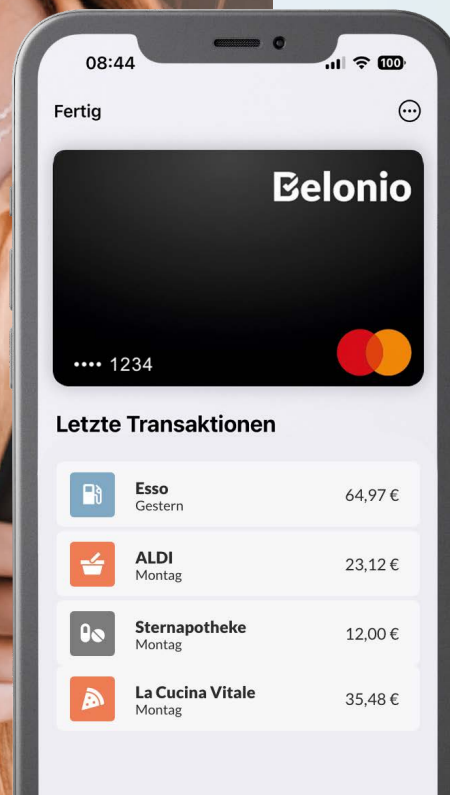 08:44
100
Fertig
Belonio
•••• 1234
Letzte Transaktionen
Esso
Gestern
64,97 €
ALDI
Montag
23,12 €
Sternapotheke
Montag
12,00 €
La Cucina Vitale
Montag
35,48 €